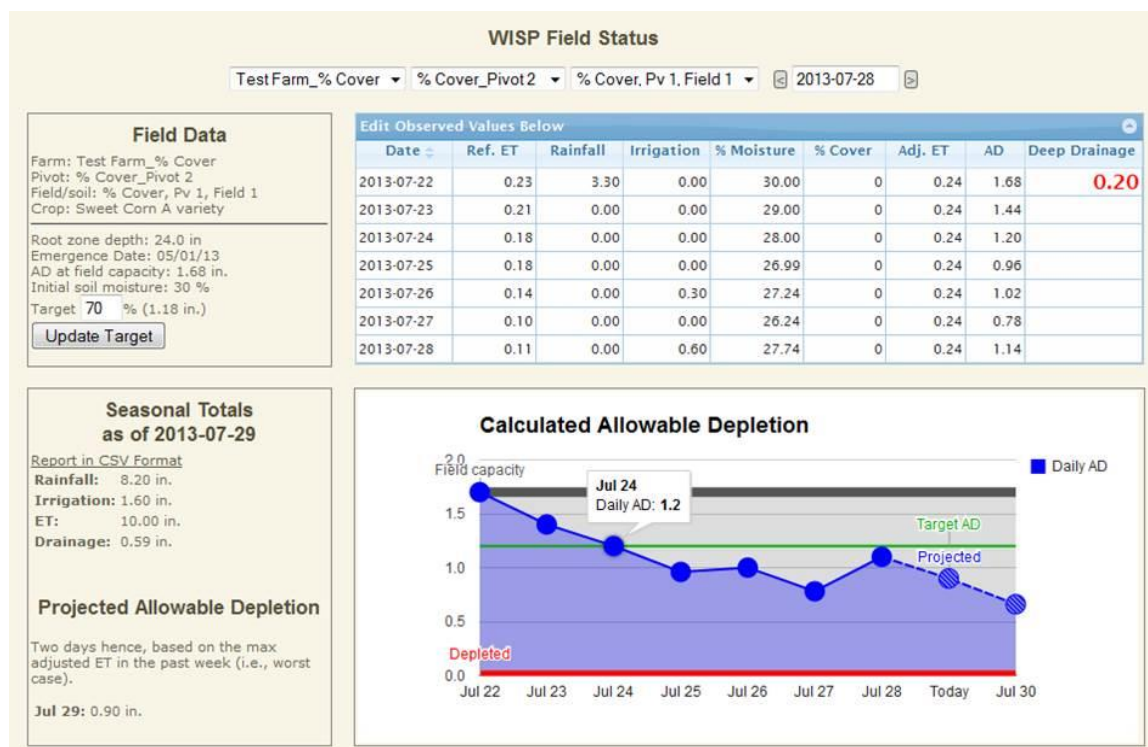 WISP Field Status
Test Farm_% Cover % Cover_Pivot 2 % Cover, Pv 1, Field 1 < 2013-07-28 >
Field Data
Farm: Test Farm_% Cover
Pivot: % Cover_Pivot 2
Field/soil: % Cover, Pv 1, Field 1
Crop: Sweet Corn A variety
Root zone depth: 24.0 in
Emergence Date: 05/01/13
AD at field capacity: 1.68 in.
Initial soil moisture: 30 %
Target 70 % (1.18 in.)
Update Target
Edit Observed Values Below
Date Ref. ET Rainfall Irrigation % Moisture % Cover Adj. ET AD Deep Drainage
2013-07-22 0.23 3.30 0.00 30.00 0 0.24 1.68 0.20
2013-07-23 0.21 0.00 0.00 29.00 0 0.24 1.44
2013-07-24 0.18 0.00 0.00 28.00 0 0.24 1.20
2013-07-25 0.18 0.00 0.00 26.99 0 0.24 0.96
2013-07-26 0.14 0.00 0.30 27.24 0 0.24 1.02
2013-07-27 0.10 0.00 0.00 26.24 0 0.24 0.78
2013-07-28 0.11 0.00 0.60 27.74 0 0.24 1.14
Seasonal Totals
as of 2013-07-29
Report in CSV Format
Rainfall: 8.20 in.
Irrigation: 1.60 in.
ET: 10.00 in.
Drainage: 0.59 in.
Projected Allowable Depletion
Two days hence, based on the max
adjusted ET in the past week (i.e., worst
case).
Jul 29: 0.90 in.
Calculated Allowable Depletion
2.0
Field capacity
Daily AD
Jul 24
Daily AD: 1.2
1.5
Target AD
Projected
1.0
0.5
Depleted
0.0
Jul 22 Jul 23 Jul 24 Jul 25 Jul 26 Jul 27 Jul 28 Today Jul 30